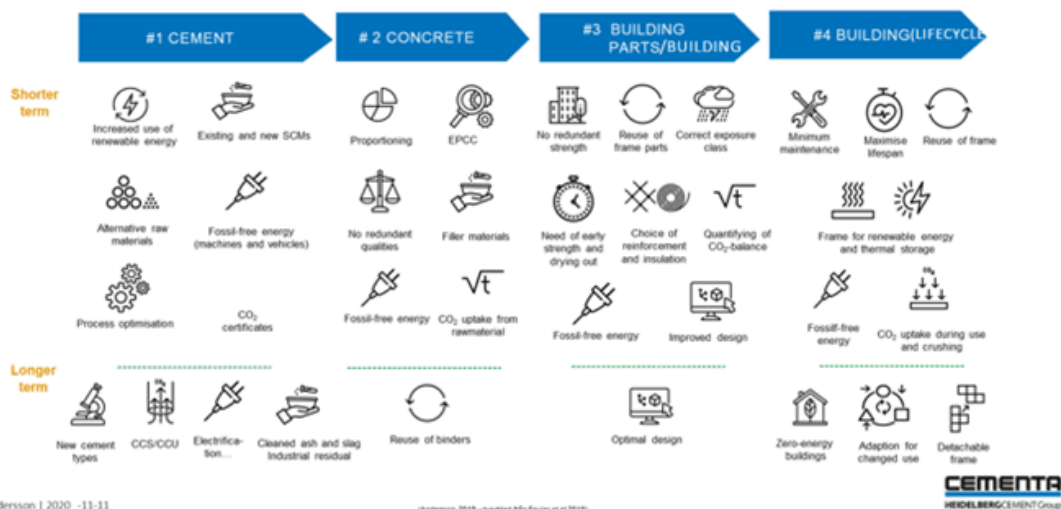 #1 CEMENT
# 2 CONCRETE
#3 BUILDING
PARTS/BUILDING
#4 BUILDING(LIFECYCLE
Shorter
term
Increased use of
renewable energy
Existing and new SCMs
Proportioning
EPCC
No redundant
strength
Reuse of
frame parts
Correct exposure
class
Minimum
maintenance
Maximise
lifespan
Reuse of frame
Alternative raw
materials
Fossil-free energy
(machines and vehicles)
No redundant
qualities
Filler materials
Need of early
strength and
drying out
Choice of
reinforcement
and insulation
√t
Quantifying of
CO2-balance
Frame for renewable energy
and thermal storage
Process optimisation
CO2
certificates
Fossil-free energy
√t
CO2 uptake from
rawmaterial
Fossil-free energy
Improved design
Fossilf-free
energy
CO2
CO2 uptake during use
and crushing
Longer
term
New cement
types
CO2
CCS/CCU
Electrifica-
tion...
Cleaned ash and slag
Industrial residual
Reuse of binders
Optimal design
Zero-energy
buildings
Adaption for
changed use
Detachable
frame
dersson | 2020 -11-11
CEMENTA
HEIDELBERGCEMENT Group